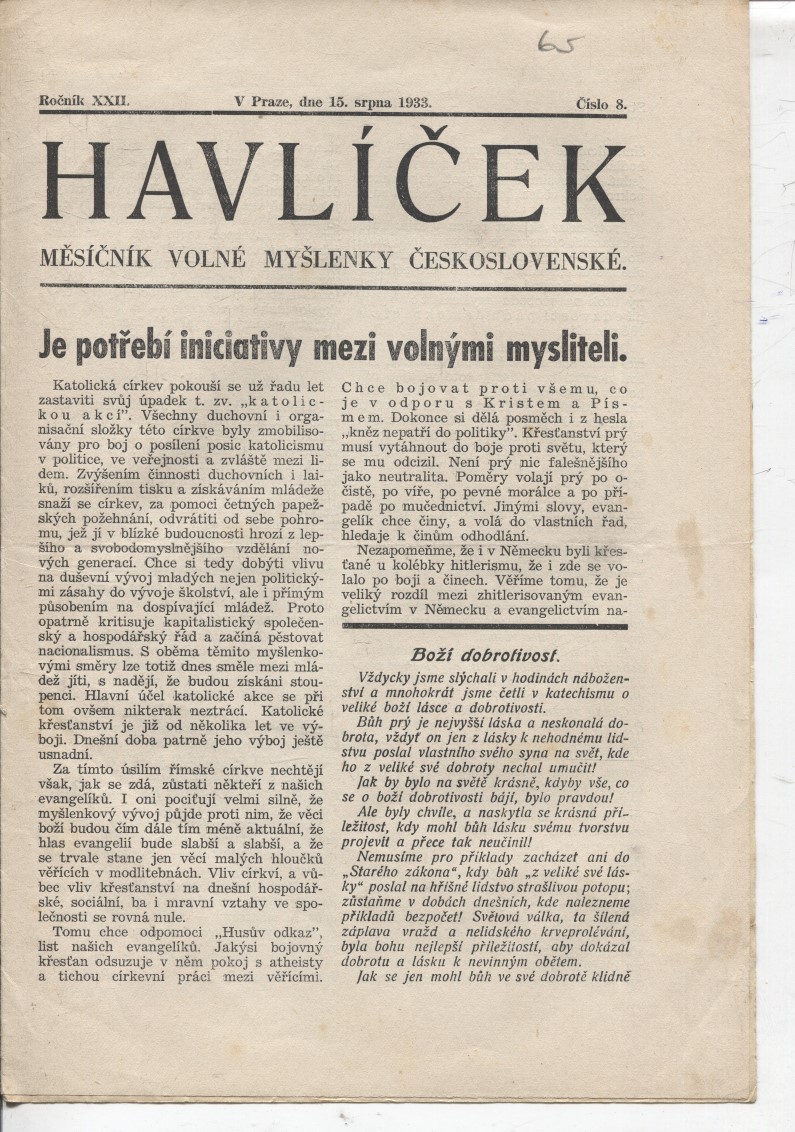 65
Ročník XXII.
V Praze, dne 15. srpna 1933.
Číslo 8.
HAVLÍČEK
MĚSÍČNÍK VOLNÉ MYŠLENKY ČESKOSLOVENSKÉ.
Je potřebí iniciativy mezi volnými mysliteli.
Katolická církev pokouší se už řadu let
zastaviti svůj úpadek t. zv. „katolic-
kou akcí". Všechny duchovní i orga-
nisační složky této církve byly zmobiliso-
vány pro boj o posílení posic katolicismu
v politice, ve veřejnosti a zvláště mezi li-
dem. Zvýšením činnosti duchovních i lai-
ků, rozšířením tisku a získáváním mládeže
snaží se církev, za pomoci četných papež-
ských požehnání, odvrátiti od sebe pohro-
mu, jež jí v blízké budoucnosti hrozí z lep-
šího a svobodomyslnějšího vzdělání no-
vých generací. Chce si tedy dobýti vlivu
na duševní vývoj mladých nejen politický-
mi zásahy do vývoje školství, ale i přímým
působením na dospívající mládež. Proto
opatrně kritisuje kapitalistický společen-
ský a hospodářský řád a začíná pěstovat
nacionalismus. S oběma těmito myšlenko-
vými směry lze totiž dnes směle mezi mlá-
dež jíti, s nadějí, že budou získáni stou-
penci. Hlavní účel katolické akce se při
tom ovšem nikterak neztrácí. Katolické
křesťanství je již od několika let ve vý-
boji. Dnešní doba patrně jeho výboj ještě
usnadní.
Za tímto úsilím římské církve nechtějí
však, jak se zdá, zůstati někteří z našich
evangelíků. I oni pociťují velmi silně, že
myšlenkový vývoj půjde proti nim, že věci
boží budou čím dále tím méně aktuální, že
hlas evangelií bude slabší a slabší, a že
se trvale stane jen věcí malých hloučků
věřících v modlitebnách. Vliv církví, a vů-
bec vliv křesťanství na dnešní hospodář-
ské, sociální, ba i mravní vztahy ve spo-
lečnosti se rovná nule.
Tomu chce odpomoci „Husův odkaz",
list našich evangelíků. Jakýsi bojovný
křesťan odsuzuje v něm pokoj s atheisty
a tichou církevní práci mezi věřícími.
Chce bojovat proti všemu, co
je v odporu s Kristem a Pís-
mem. Dokonce si dělá posměch i z hesla
„kněz nepatří do politiky". Křesťanství prý
musí vytáhnout do boje proti světu, který
se mu odcizil. Není prý nic falešnějšího
jako neutralita. Poměry volají prý po o-
čistě, po víře, po pevné morálce a po pří-
padě po mučednictví. Jinými slovy, evan-
gelík chce činy, a volá do vlastních řad,
hledaje k činům odhodlání.
Nezapomeňme, že i v Německu byli křes-
ťané u kolébky hitlerismu, že i zde se vo-
lalo po boji a činech. Věříme tomu, že je
veliký rozdíl mezi zhitlerisovaným evan-
gelictvím v Německu a evangelictvím na-
Boží dobrotivost.
Vždycky jsme slýchali v hodinách nábožen-
ství a mnohokrát jsme četli v katechismu o
veliké boží lásce a dobrotivosti.
Bůh prý je nejvyšší láska a neskonalá do-
brota, vždyť on jen z lásky k nehodnému lid-
stvu poslal vlastního svého syna na svět, kde
ho z veliké své dobroty nechal umučit!
Jak by bylo na světě krásně, kdyby vše, co
se o boží dobrotivosti bájí, bylo pravdou!
Ale byly chvíle, a naskytla se krásná pří-
ležitost, kdy mohl bůh lásku svému tvorstvu
projevit a přece tak neučinil!
Nemusíme pro příklady zacházet ani do
„Starého zákona", kdy bůh „z veliké své lás-
ky" poslal na hříšné lidstvo strašlivou potopu;
zůstaňme v dobách dnešních, kde nalezneme
příkladů bezpočet! Světová válka, ta šílená
záplava vražd a nelidského krveprolévání,
byla bohu nejlepší příležitostí, aby dokázal
dobrotu a lásku k nevinným obětem.
Jak se jen mohl bůh ve své dobrotě klidně